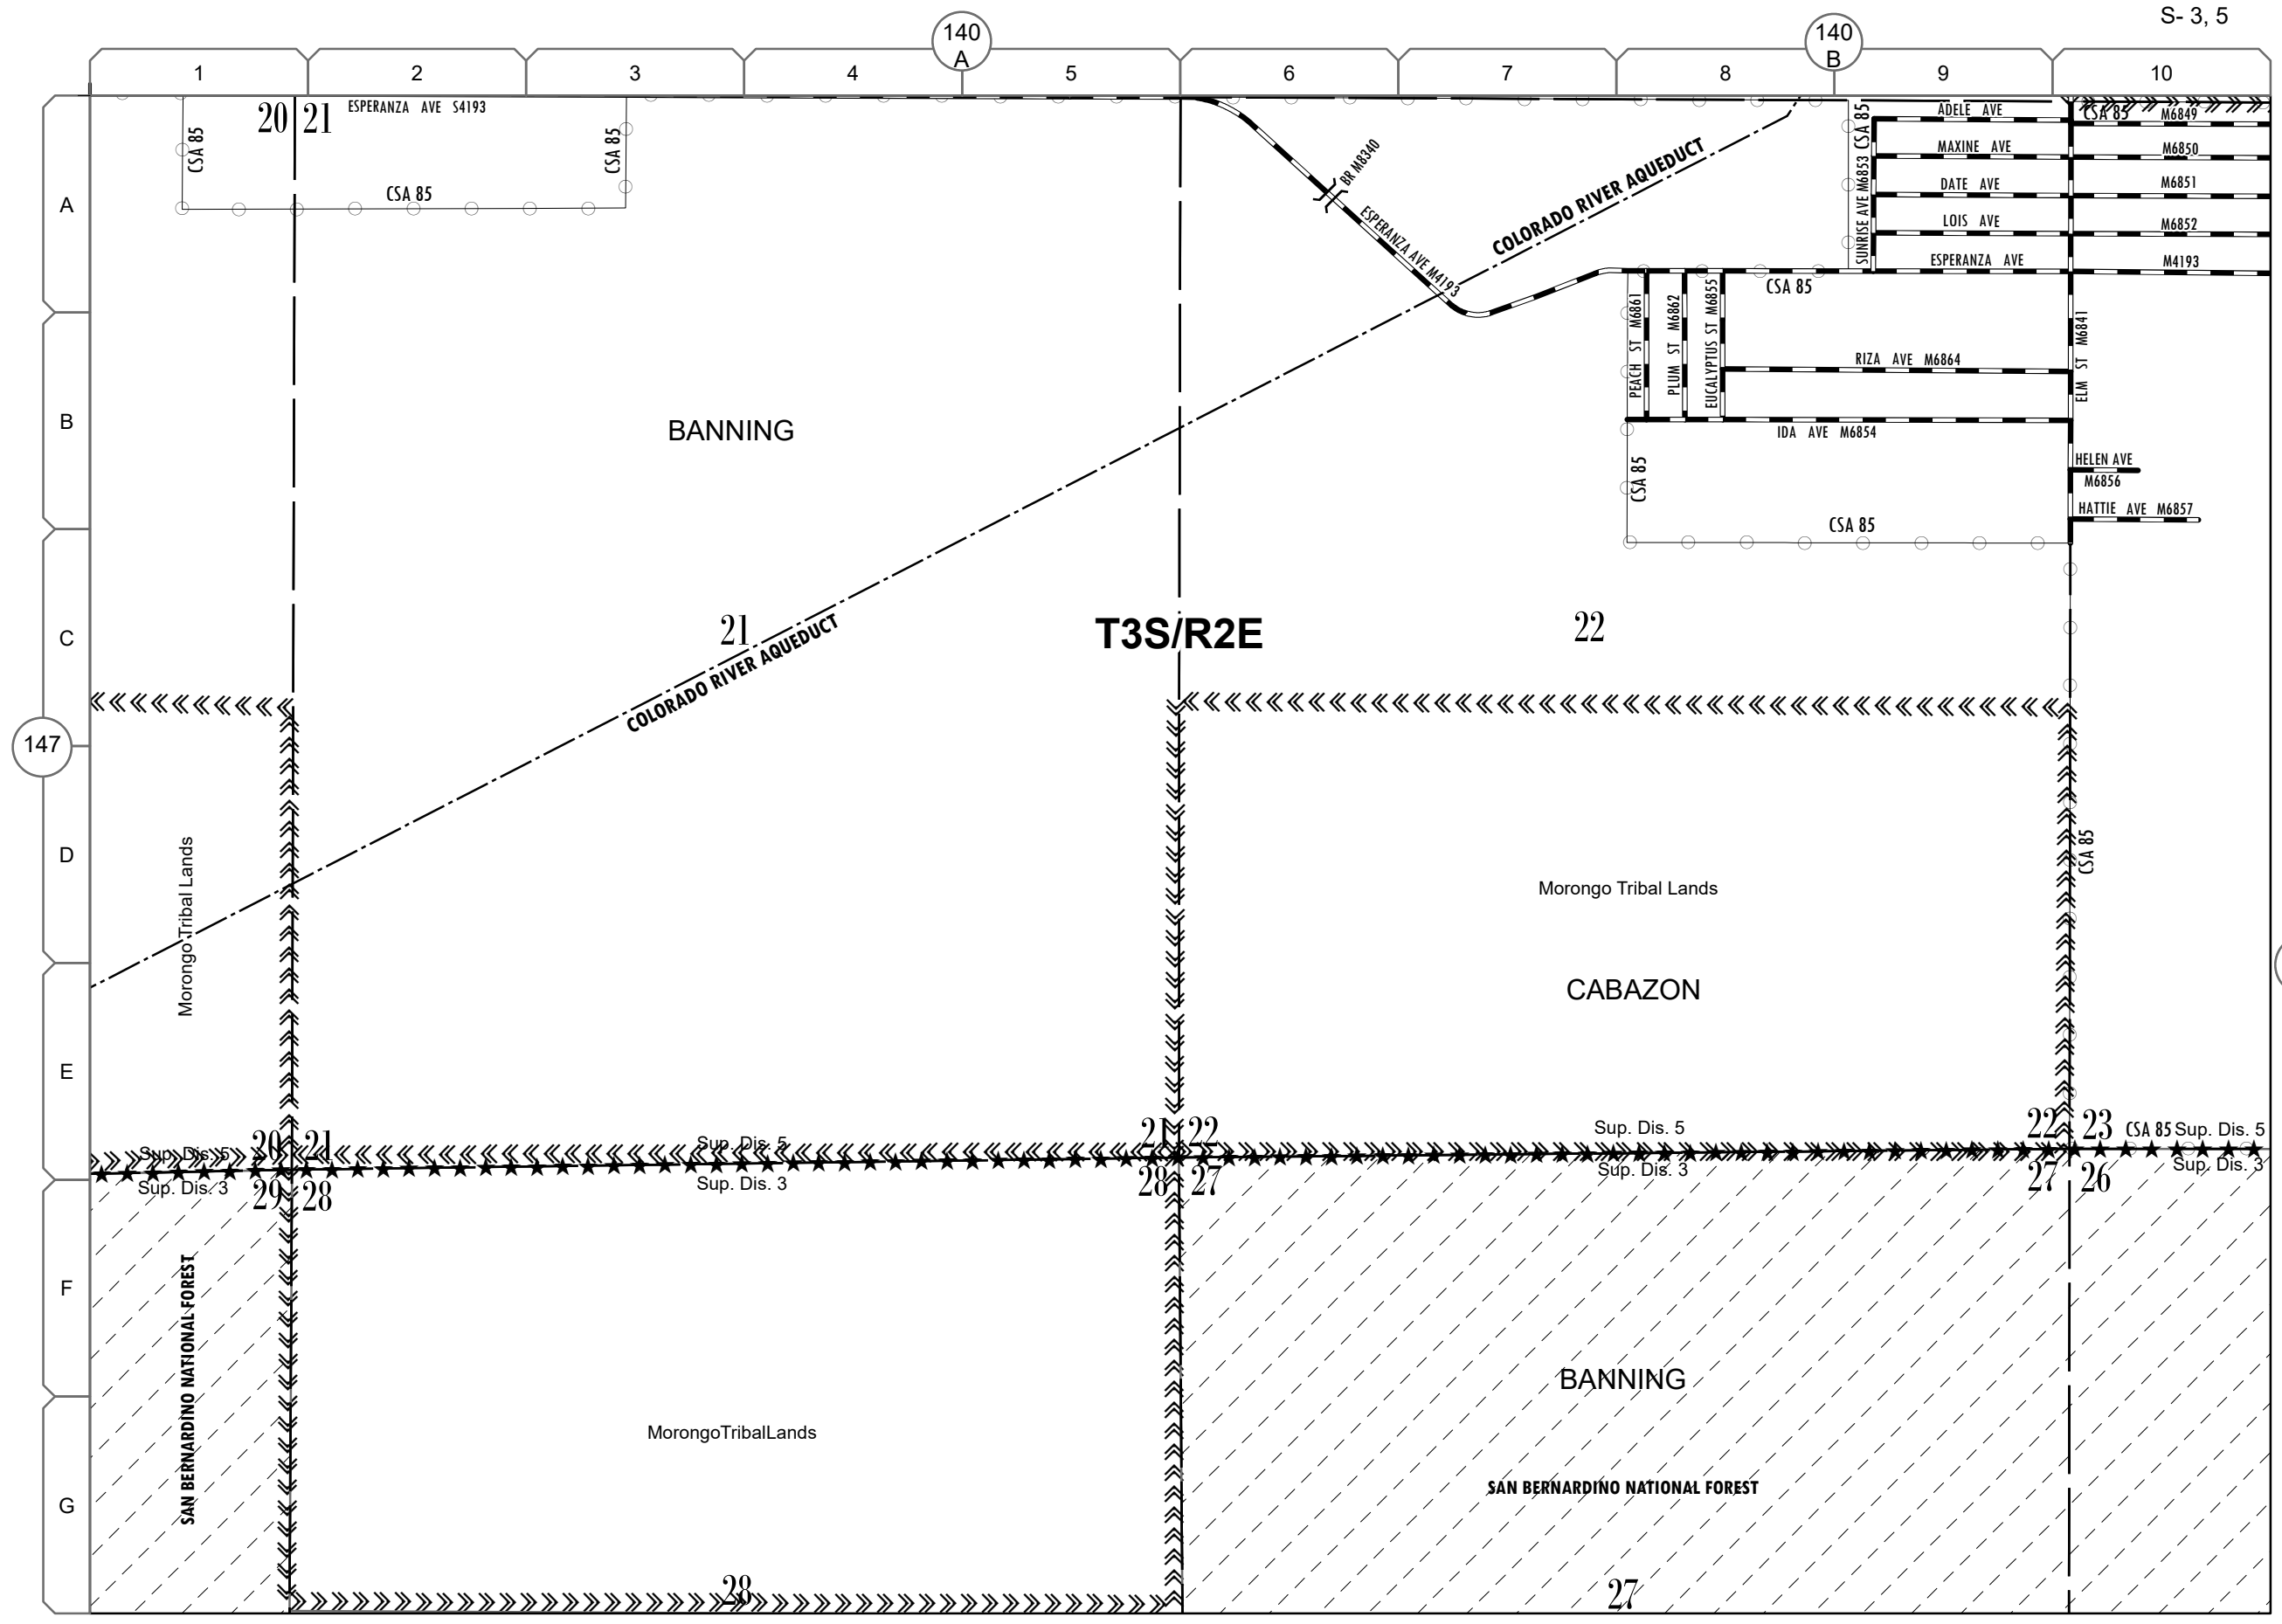 S- 3, 5
140
A
140
B
1
2
3
4
5
6
7
8
9
10
A
B
C
D
E
F
G
147
20
21
ESPERANZA AVE S4193
CSA 85
CSA 85
CSA 85
BR M8340
ESPERANZA AVE M4193
COLORADO RIVER AQUEDUCT
CSA 85
SUNRISE AVE M6853
ADELE AVE
CSA 85
M6849
MAXINE AVE
M6850
DATE AVE
M6851
LOIS AVE
M6852
ESPERANZA AVE
M4193
CSA 85
PEACH ST M6861
PLUM ST M6862
EUCALYPTUS ST M6855
RIZA AVE M6864
ELM ST M6841
IDA AVE M6854
BANNING
CSA 85
HELEN AVE
M6856
HATTIE AVE M6857
CSA 85
21
COLORADO RIVER AQUEDUCT
T3S/R2E
22
Morongo Tribal Lands
Morongo Tribal Lands
CSA 85
CABAZON
20
21
21
22
22
23
CSA 85
Sup. Dis. 5
Sup. Dis. 5
Sup. Dis. 5
Sup. Dis. 5
Sup. Dis. 3
Sup. Dis. 3
Sup. Dis. 3
Sup. Dis. 3
29
28
28
27
27
26
SAN BERNARDINO NATIONAL FOREST
BANNING
MorongoTribalLands
SAN BERNARDINO NATIONAL FOREST
28
27